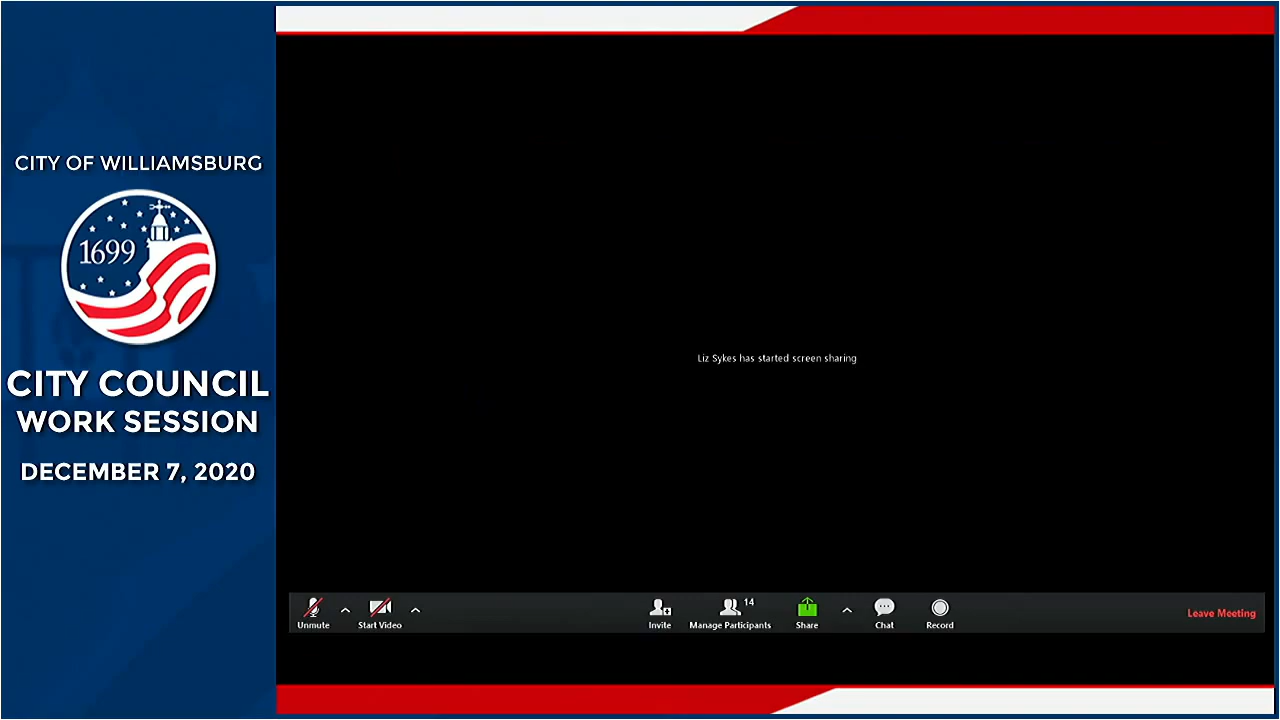 CITY OF WILLIAMSBURG
1699
CITY COUNCIL
WORK SESSION
DECEMBER 7, 2020
Liz Sykes has started screen sharing
14
Unmute
Start Video
Invite
Manage Participants
Share
Chat
Record
Leave Meeting